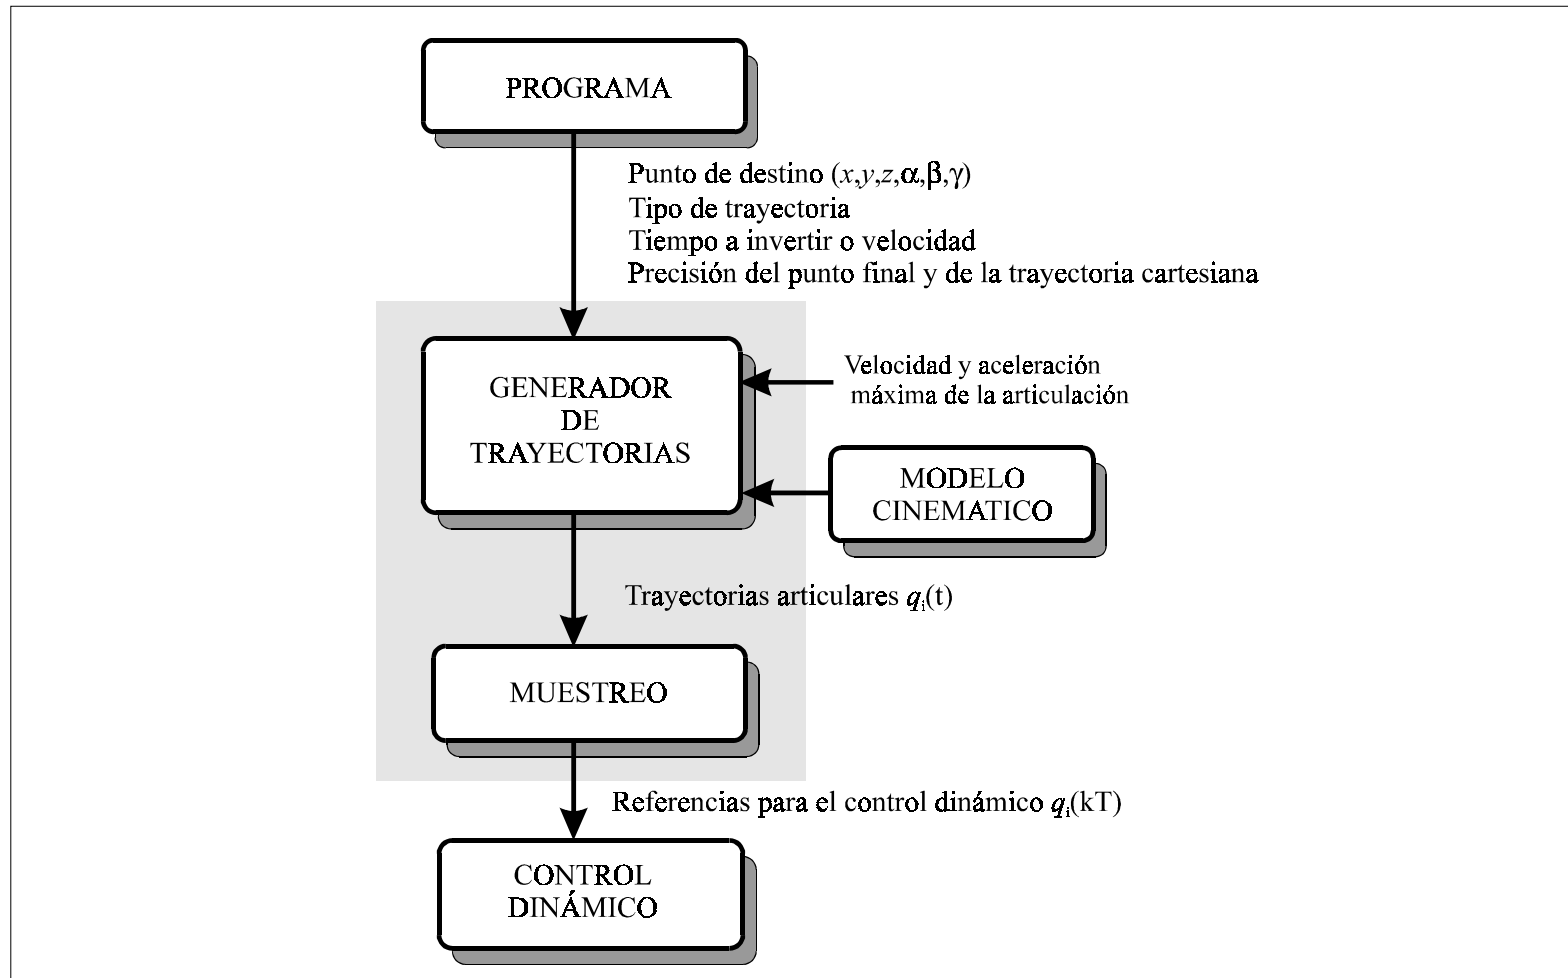 PROGRAMA
Punto de destino (x,y,z,α,β,γ)
Tipo de trayectoria
Tiempo a invertir o velocidad
Precisión del punto final y de la trayectoria cartesiana
GENERADOR
DE
TRAYECTORIAS
Velocidad y aceleración
máxima de la articulación
MODELO
CINEMATICO
Trayectorias articulares qi(t)
MUESTREO
Referencias para el control dinámico qi(kT)
CONTROL
DINÁMICO